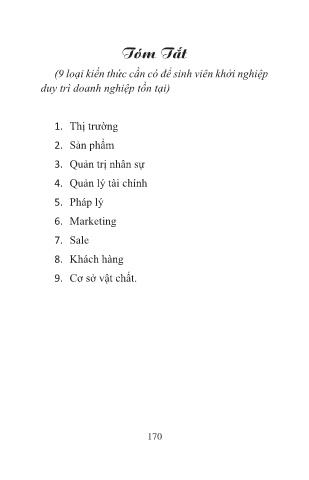 Tóm Tắt
(9 loại kiến thức cần có để sinh viên khởi nghiệp
duy trì doanh nghiệp tồn tại)
1. Thị trường
2. Sản phẩm
3. Quản trị nhân sự
4. Quản lý tài chính
5. Pháp lý
6. Marketing
7. Sale
8. Khách hàng
9. Cơ sở vật chất.
170